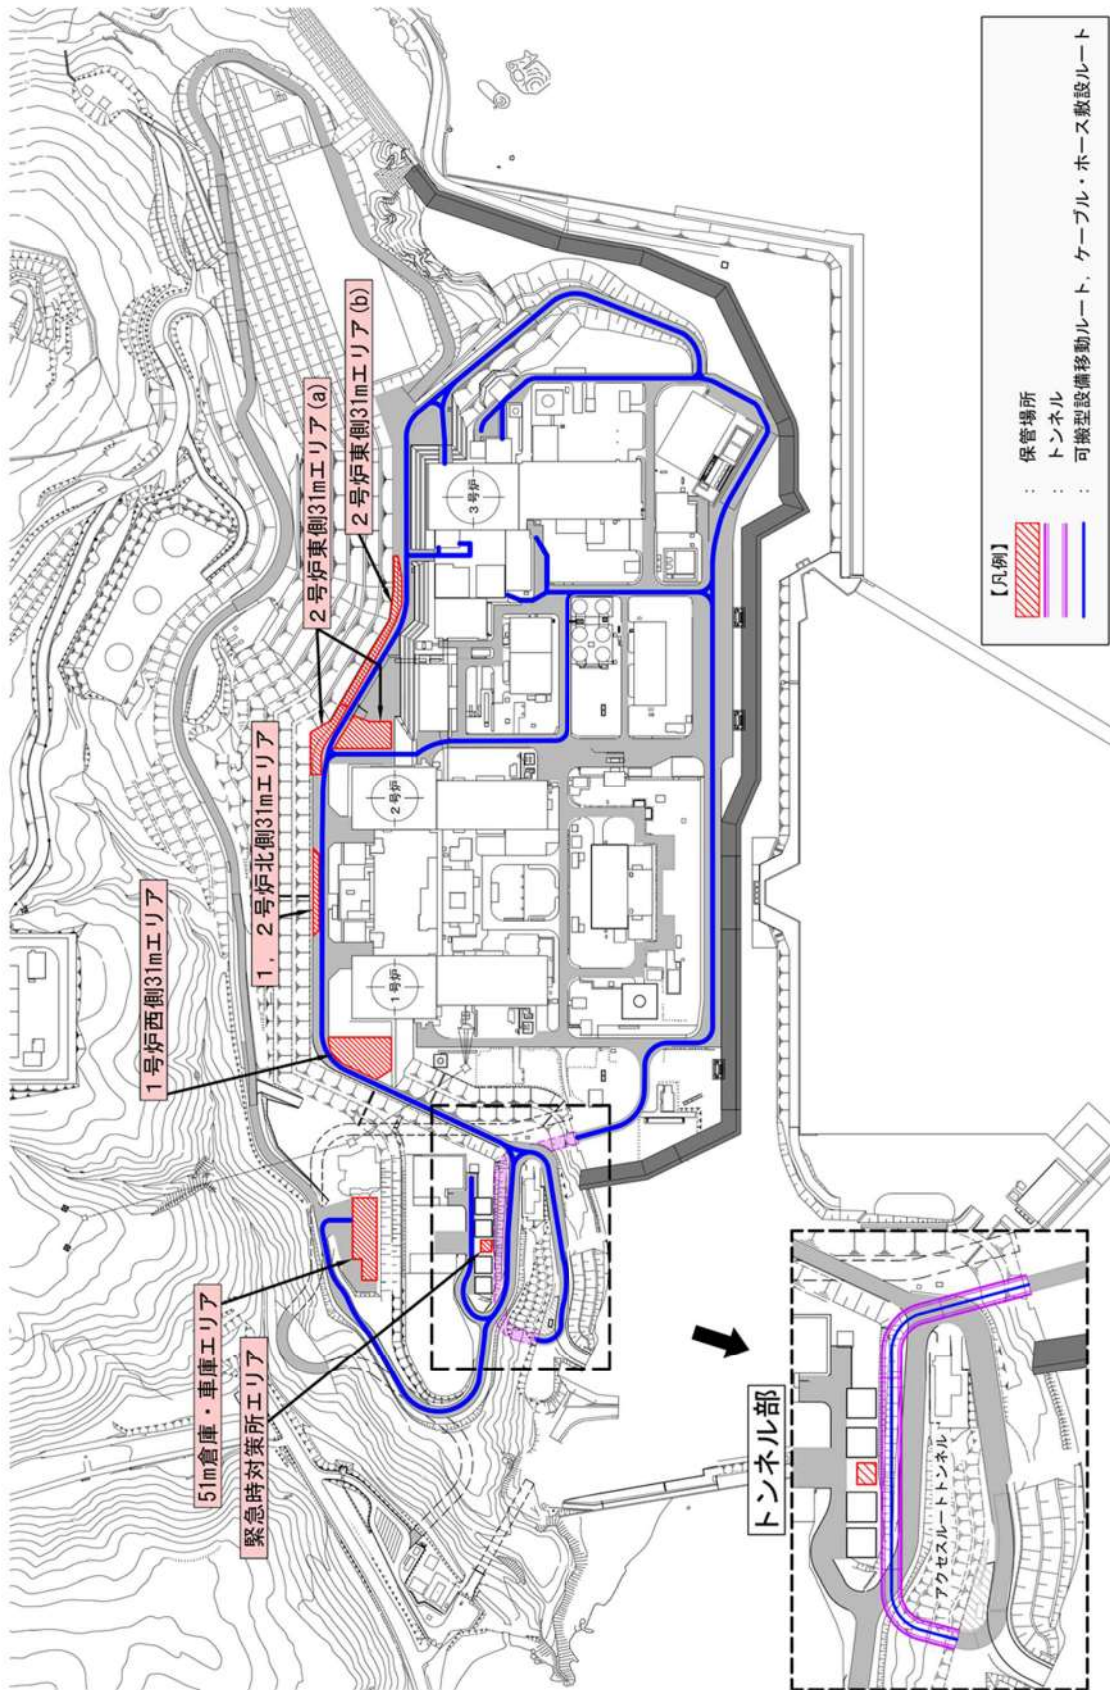 51m倉庫・車庫エリア
緊急時対策所エリア
1号炉西側31mエリア
1,2号炉北側31mエリア
2号炉東側31mエリア(a)
2号炉東側31mエリア(b)
1号炉
2号炉
3号炉
トンネル部
アクセスルートトンネル
【凡例】
: 保管場所
: トンネル
: 可搬型設備移動ルート, ケーブル・ホース敷設ルート